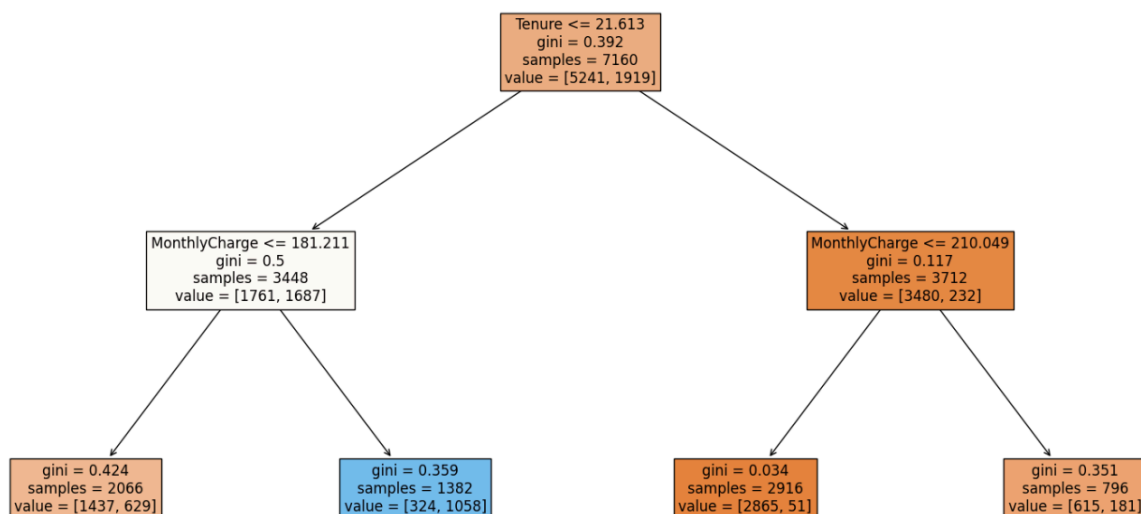 Tenure <= 21.613
gini = 0.392
samples = 7160
value = [5241, 1919]
MonthlyCharge <= 181.211
gini = 0.5
samples = 3448
value = [1761, 1687]
MonthlyCharge <= 210.049
gini = 0.117
samples = 3712
value = [3480, 232]
gini = 0.424
samples = 2066
value = [1437, 629]
gini = 0.359
samples = 1382
value = [324, 1058]
gini = 0.034
samples = 2916
value = [2865, 51]
gini = 0.351
samples = 796
value = [615, 181]